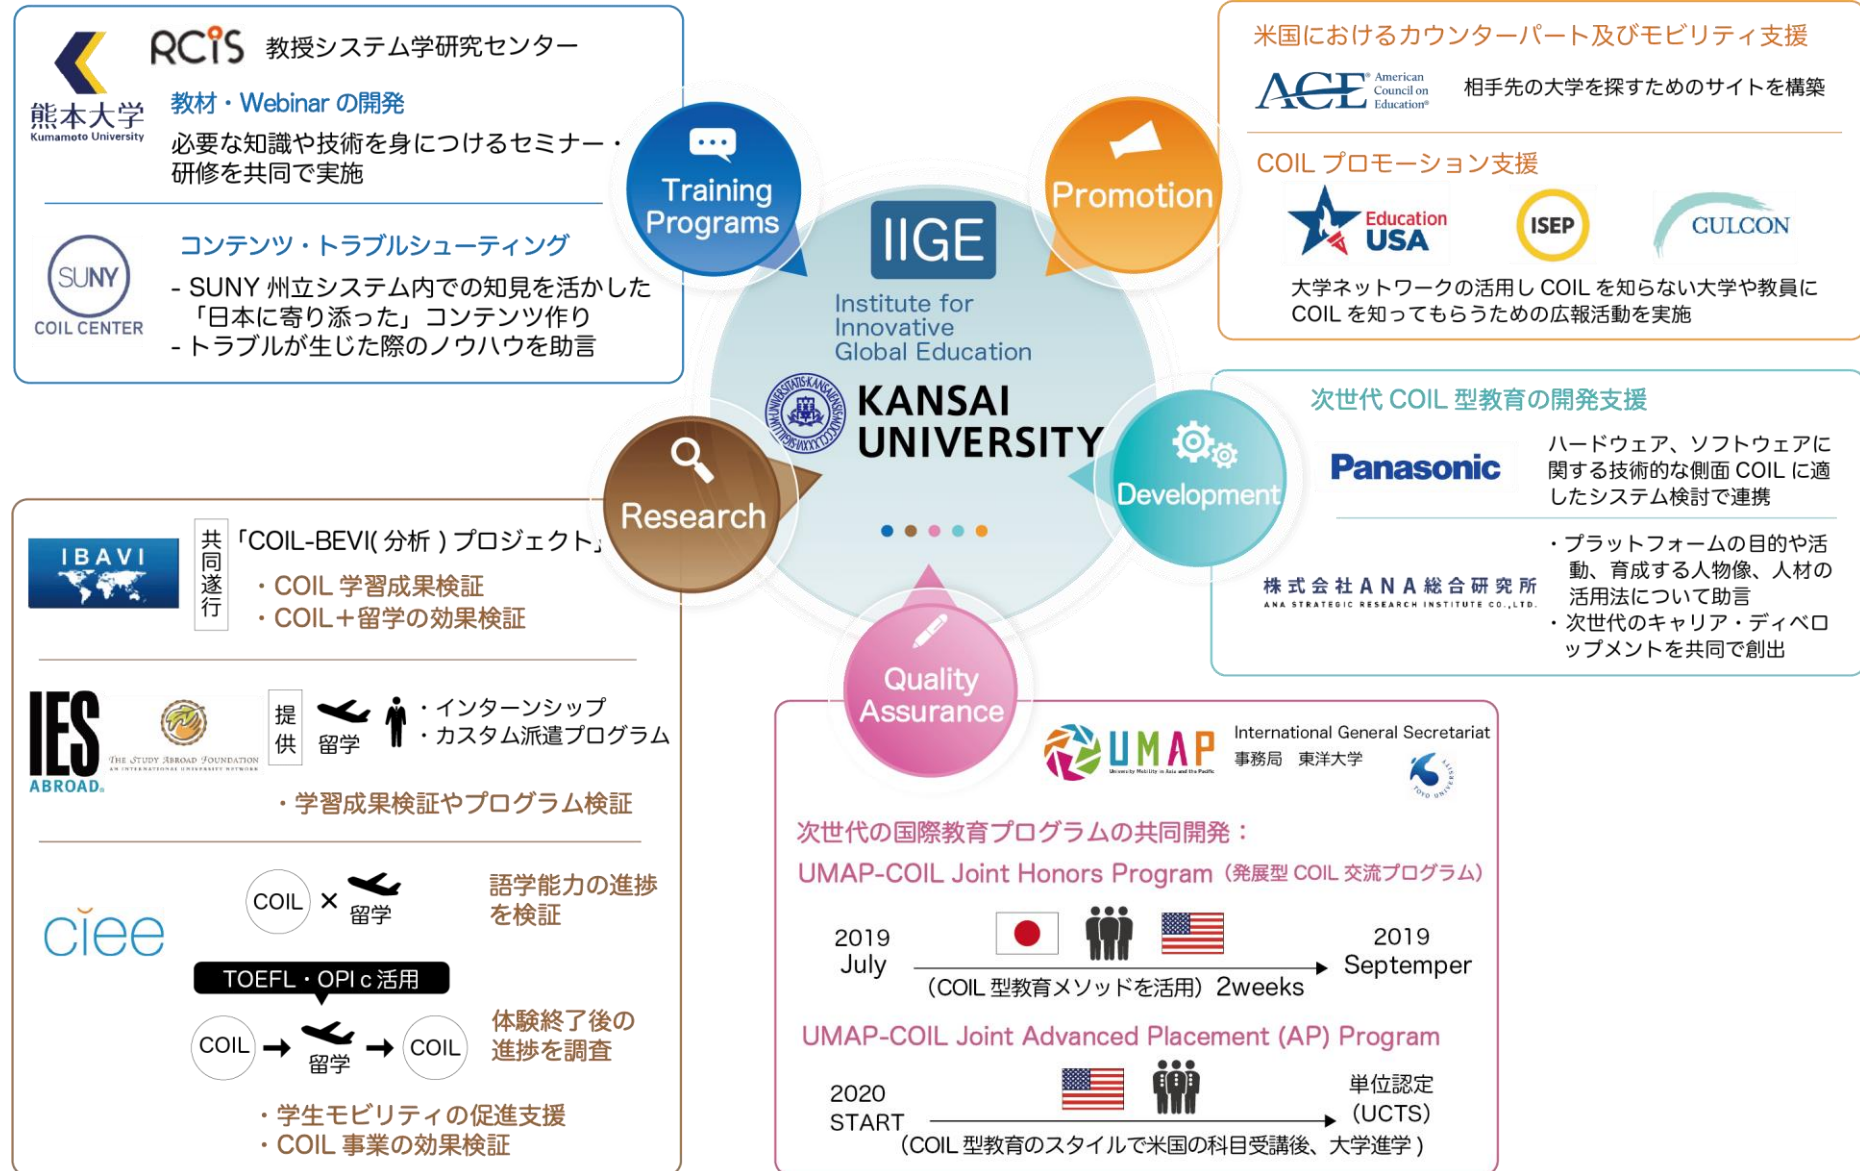 RCiS 教授システム学研究センター
熊本大学
Kumamoto University
教材・Webinar の開発
必要な知識や技術を身につけるセミナー・
研修を共同で実施
SUNY
COIL CENTER
コンテンツ・トラブルシューティング
- SUNY 州立システム内での知見を活かした
「日本に寄り添った」コンテンツ作り
- トラブルが生じた際のノウハウを助言
Training
Programs
Promotion
米国におけるカウンターパート及びモビリティ支援
ACE American
Council on
Education®
相手先の大学を探すためのサイトを構築
COIL プロモーション支援
Education
USA
ISEP
CULCON
大学ネットワークの活用し COIL を知らない大学や教員に
COIL を知ってもらうための広報活動を実施
IIGE
Institute for
Innovative
Global Education
KANSAI
UNIVERSITY
Research
Development
次世代 COIL 型教育の開発支援
Panasonic
ハードウェア、ソフトウェアに
関する技術的な側面 COIL に適
したシステム検討で連携
株式会社ANA総合研究所
ANA STRATEGIC RESEARCH INSTITUTE CO.,LTD.
・プラットフォームの目的や活
動、育成する人物像、人材の
活用法について助言
・次世代のキャリア・ディベロ
ップメントを共同で創出
IBAVI
共同遂行
「COIL-BEVI( 分析 ) プロジェクト」
・COIL 学習成果検証
・COIL＋留学の効果検証
IES
ABROAD®
THE STUDY ABROAD FOUNDATION
AN INTERNATIONAL UNIVERSITY NETWORK
提供
留学
・インターンシップ
・カスタム派遣プログラム
・学習成果検証やプログラム検証
ciee
COIL × 留学
語学能力の進捗
を検証
TOEFL・OPI c 活用
COIL → 留学 → COIL
体験終了後の
進捗を調査
・学生モビリティの促進支援
・COIL 事業の効果検証
Quality
Assurance
UMAP
University Mobility in Asia and the Pacific
International General Secretariat
事務局　東洋大学
TOYO UNIVERSITY
次世代の国際教育プログラムの共同開発：
UMAP-COIL Joint Honors Program（発展型 COIL 交流プログラム）
2019
July
2019
Septemper
（COIL 型教育メソッドを活用）2weeks
UMAP-COIL Joint Advanced Placement (AP) Program
2020
START
単位認定
（UCTS）
（COIL 型教育のスタイルで米国の科目受講後、大学進学 )